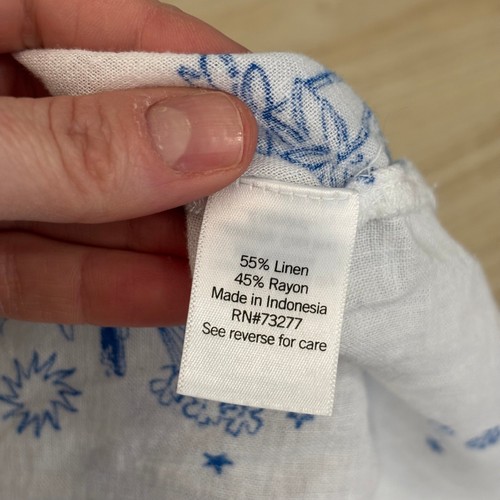 55% Linen
45% Rayon
Made in Indonesia
RN#73277
See reverse for care